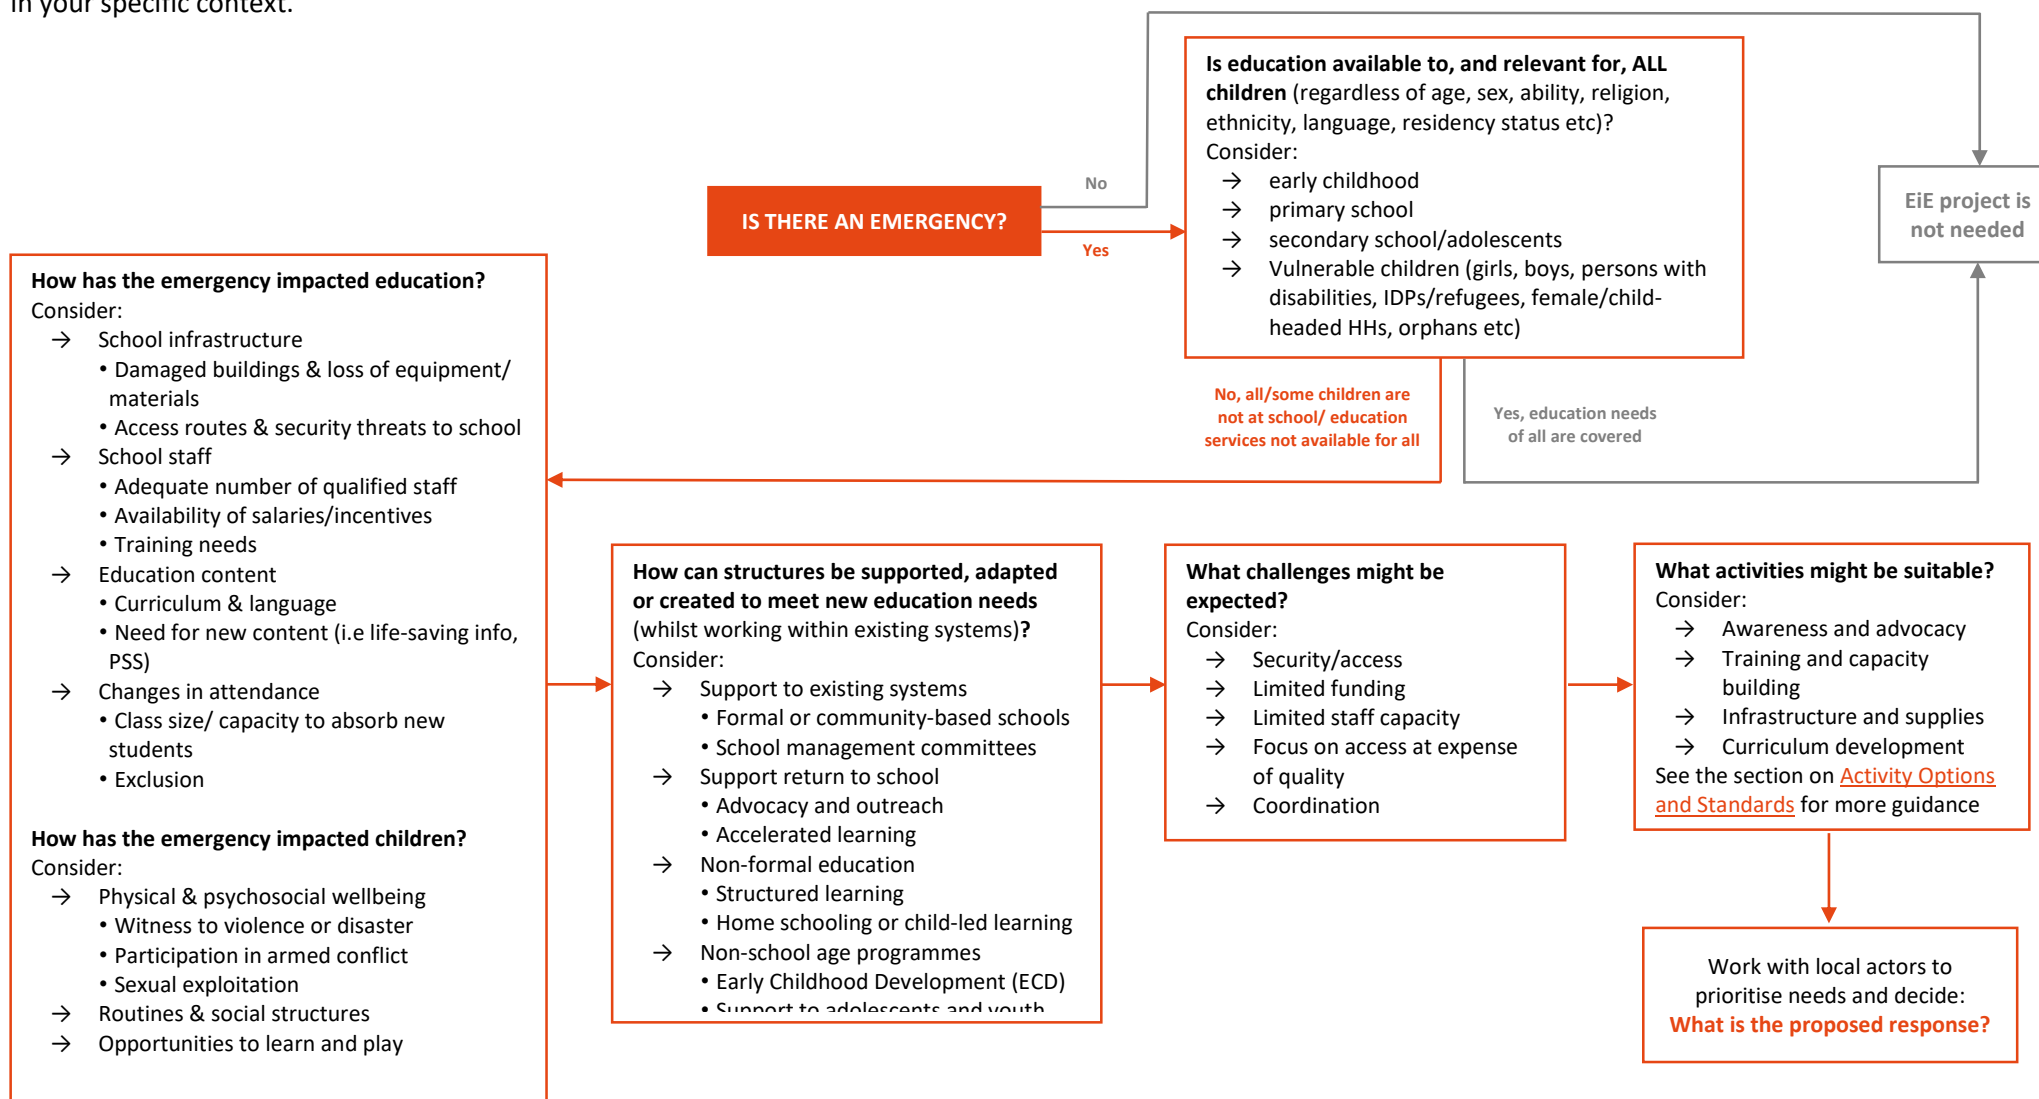 in your specific context.
IS THERE AN EMERGENCY?
No
Yes
Is education available to, and relevant for, ALL
children (regardless of age, sex, ability, religion,
ethnicity, language, residency status etc)?
Consider:
→ early childhood
→ primary school
→ secondary school/adolescents
→ Vulnerable children (girls, boys, persons with
disabilities, IDPs/refugees, female/child-
headed HHs, orphans etc)
EiE project is
not needed
No, all/some children are
not at school/ education
services not available for all
Yes, education needs
of all are covered
How has the emergency impacted education?
Consider:
→ School infrastructure
• Damaged buildings & loss of equipment/
materials
• Access routes & security threats to school
→ School staff
• Adequate number of qualified staff
• Availability of salaries/incentives
• Training needs
→ Education content
• Curriculum & language
• Need for new content (i.e life-saving info,
PSS)
→ Changes in attendance
• Class size/ capacity to absorb new
students
• Exclusion
How has the emergency impacted children?
Consider:
→ Physical & psychosocial wellbeing
• Witness to violence or disaster
• Participation in armed conflict
• Sexual exploitation
→ Routines & social structures
→ Opportunities to learn and play
How can structures be supported, adapted
or created to meet new education needs
(whilst working within existing systems)?
Consider:
→ Support to existing systems
• Formal or community-based schools
• School management committees
→ Support return to school
• Advocacy and outreach
• Accelerated learning
→ Non-formal education
• Structured learning
• Home schooling or child-led learning
→ Non-school age programmes
• Early Childhood Development (ECD)
• Support to adolescents and youth
What challenges might be
expected?
Consider:
→ Security/access
→ Limited funding
→ Limited staff capacity
→ Focus on access at expense
of quality
→ Coordination
What activities might be suitable?
Consider:
→ Awareness and advocacy
→ Training and capacity
building
→ Infrastructure and supplies
→ Curriculum development
See the section on Activity Options
and Standards for more guidance
Work with local actors to
prioritise needs and decide:
What is the proposed response?